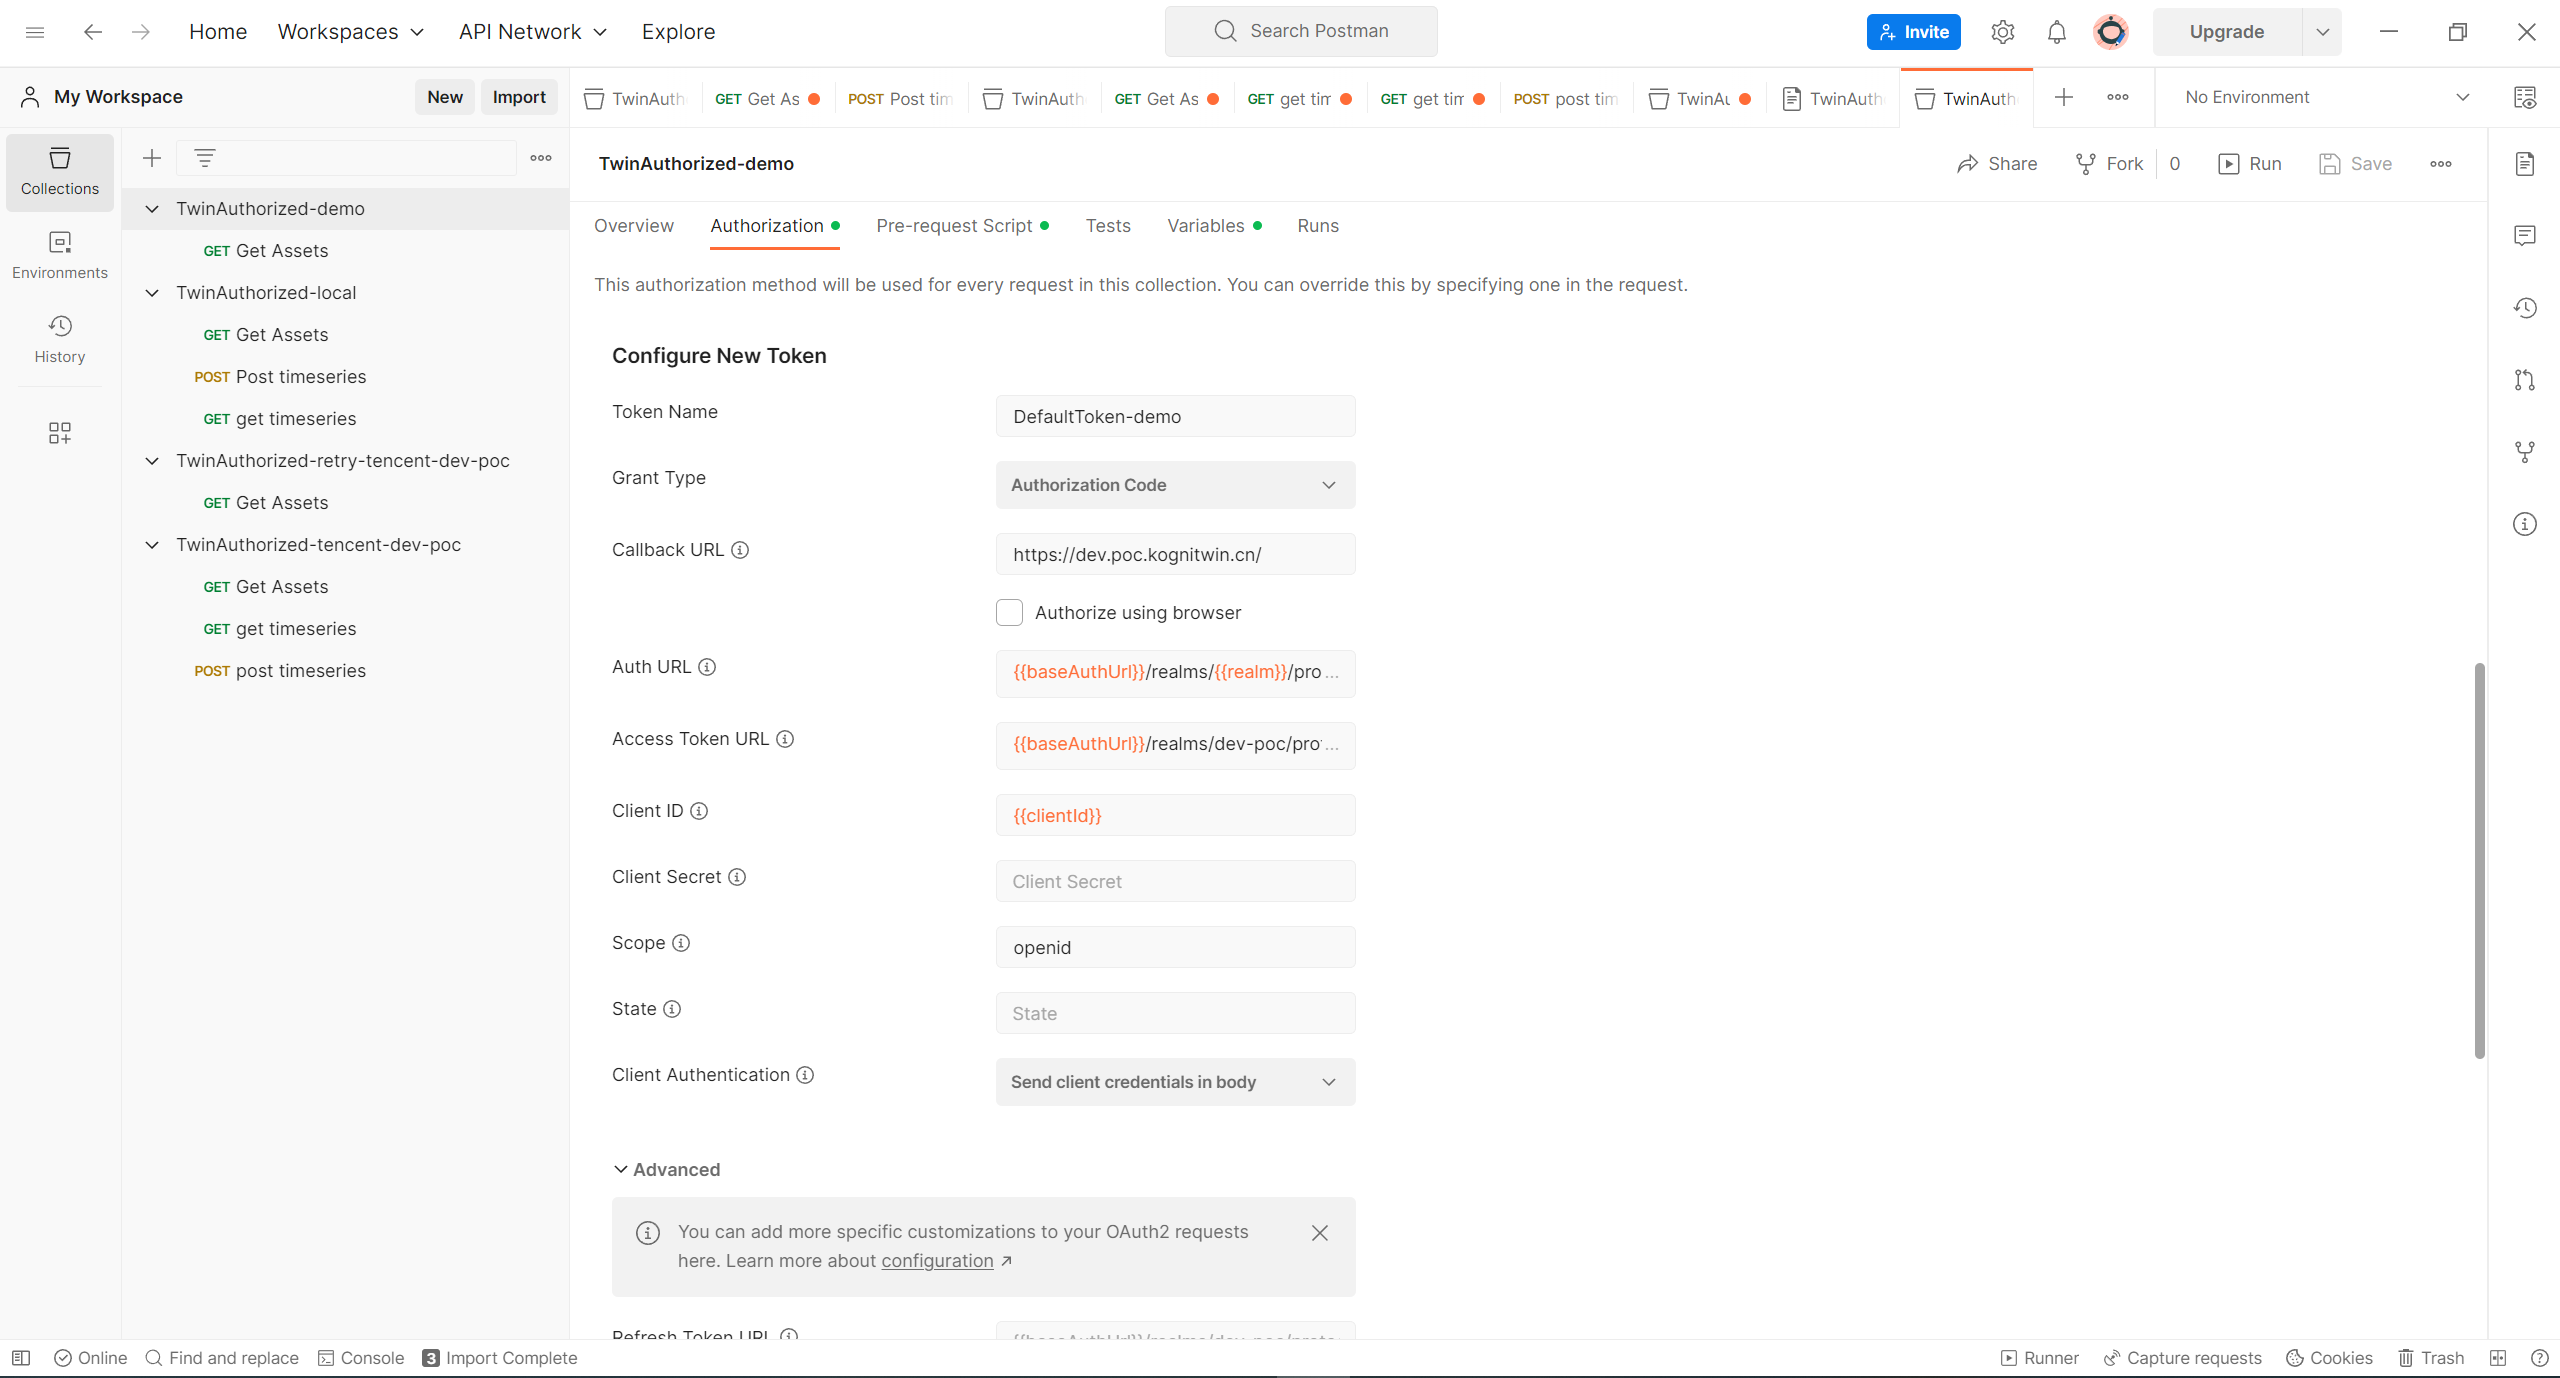 Home Workspaces API Network Explore Search Postman Invite Upgrade
My Workspace New Import
TwinAuth GET Get As POST Post tim TwinAuth GET Get As GET get tim GET get tim POST post tim TwinAu TwinAuth TwinAuth No Environment
Collections
Environments
History
TwinAuthorized-demo
GET Get Assets
TwinAuthorized-local
GET Get Assets
POST Post timeseries
GET get timeseries
TwinAuthorized-retry-tencent-dev-poc
GET Get Assets
TwinAuthorized-tencent-dev-poc
GET Get Assets
GET get timeseries
POST post timeseries
TwinAuthorized-demo Share Fork 0 Run Save
Overview Authorization Pre-request Script Tests Variables Runs
This authorization method will be used for every request in this collection. You can override this by specifying one in the request.
Configure New Token
Token Name DefaultToken-demo
Grant Type Authorization Code
Callback URL https://dev.poc.kognitwin.cn/
Authorize using browser
Auth URL {{baseAuthUrl}}/realms/{{realm}}/pro...
Access Token URL {{baseAuthUrl}}/realms/dev-poc/pro...
Client ID {{clientId}}
Client Secret Client Secret
Scope openid
State State
Client Authentication Send client credentials in body
Advanced
You can add more specific customizations to your OAuth2 requests
here. Learn more about configuration ↗
Refresh Token URL {{baseAuthUrl}}/realms/dev-poc/proto
Online Find and replace Console 3 Import Complete Runner Capture requests Cookies Trash